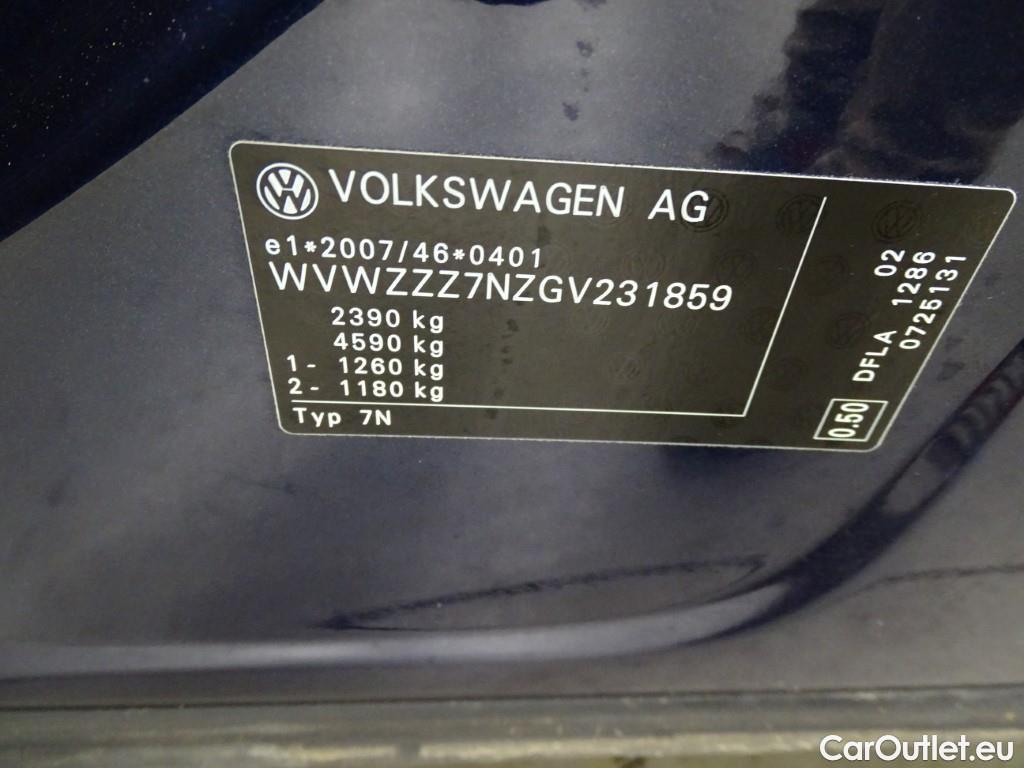 VOLKSWAGEN AG
e1*2007/46*0401
WVWZZZ7NZGV231859
2390 kg
4590 kg
1- 1260 kg
2- 1180 kg
Typ 7N
02
DFLA 1286
0725131
0.50
CarOutlet.eu